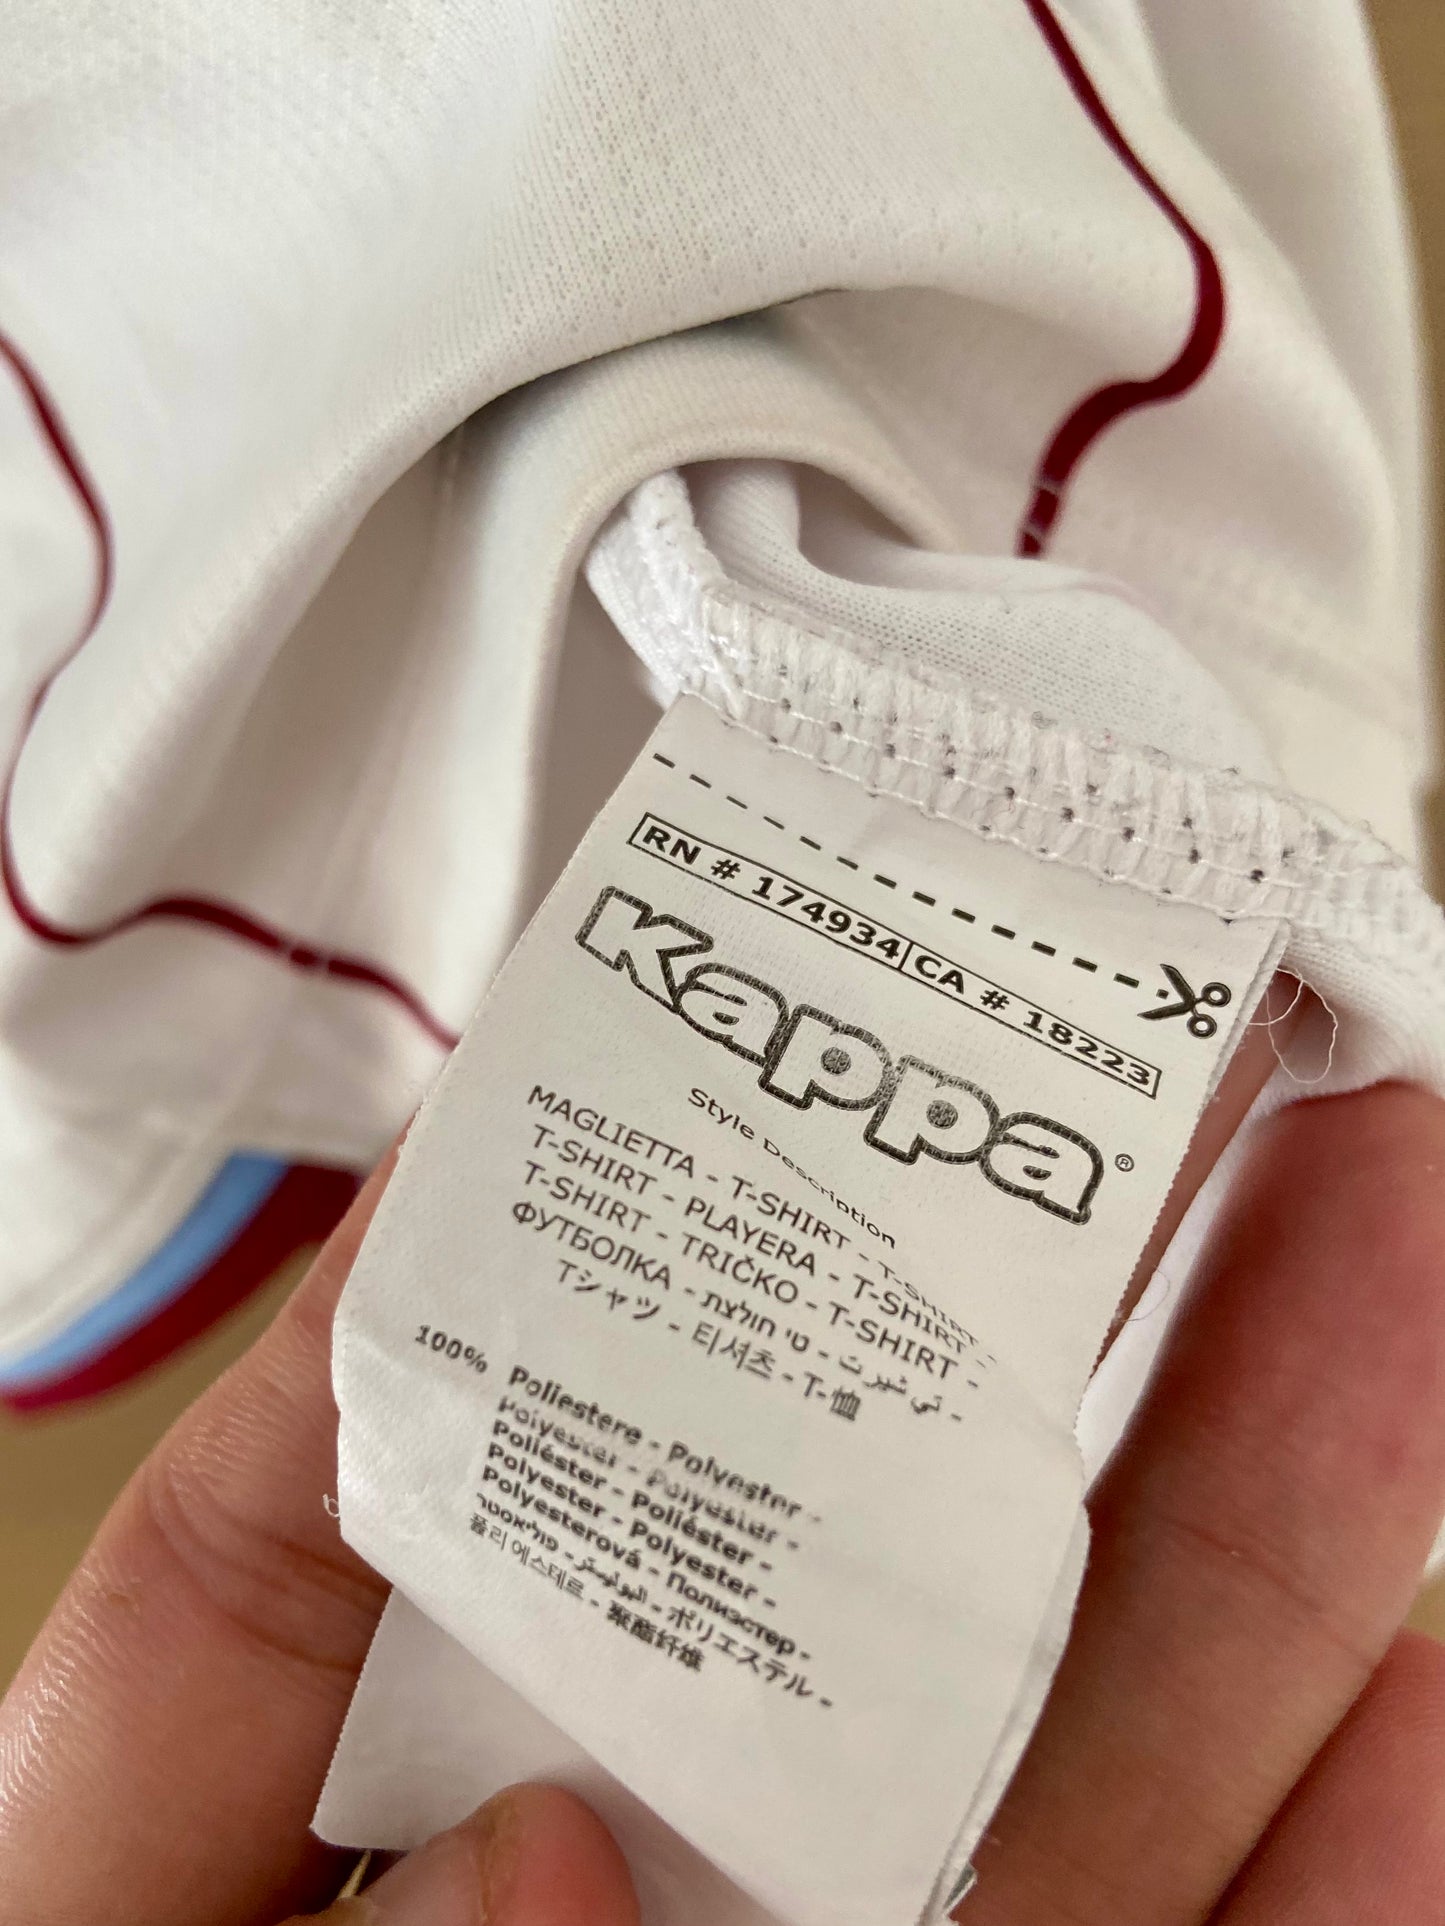 RN # 174934 CA # 18223
Kappa®
Style Description
MAGLIETTA - T-SHIRT - T-SHIRT
T-SHIRT - PLAYERA - T-SHIRT -
T-SHIRT - TRIČKO - T-SHIRT -
ФУТБОЛКА - טי חולצת - تي شيرت -
Tシャツ - 티셔츠 - T-恤
100% Poliestere - Polyester -
Polyester - Polyester -
Poliéster - Poliéster -
Polyester - Polyester -
Polyesterová - Полиэстер -
פוליאסטר - البوليستر - ポリエステル -
폴리 에스테르 - 聚酯纤维